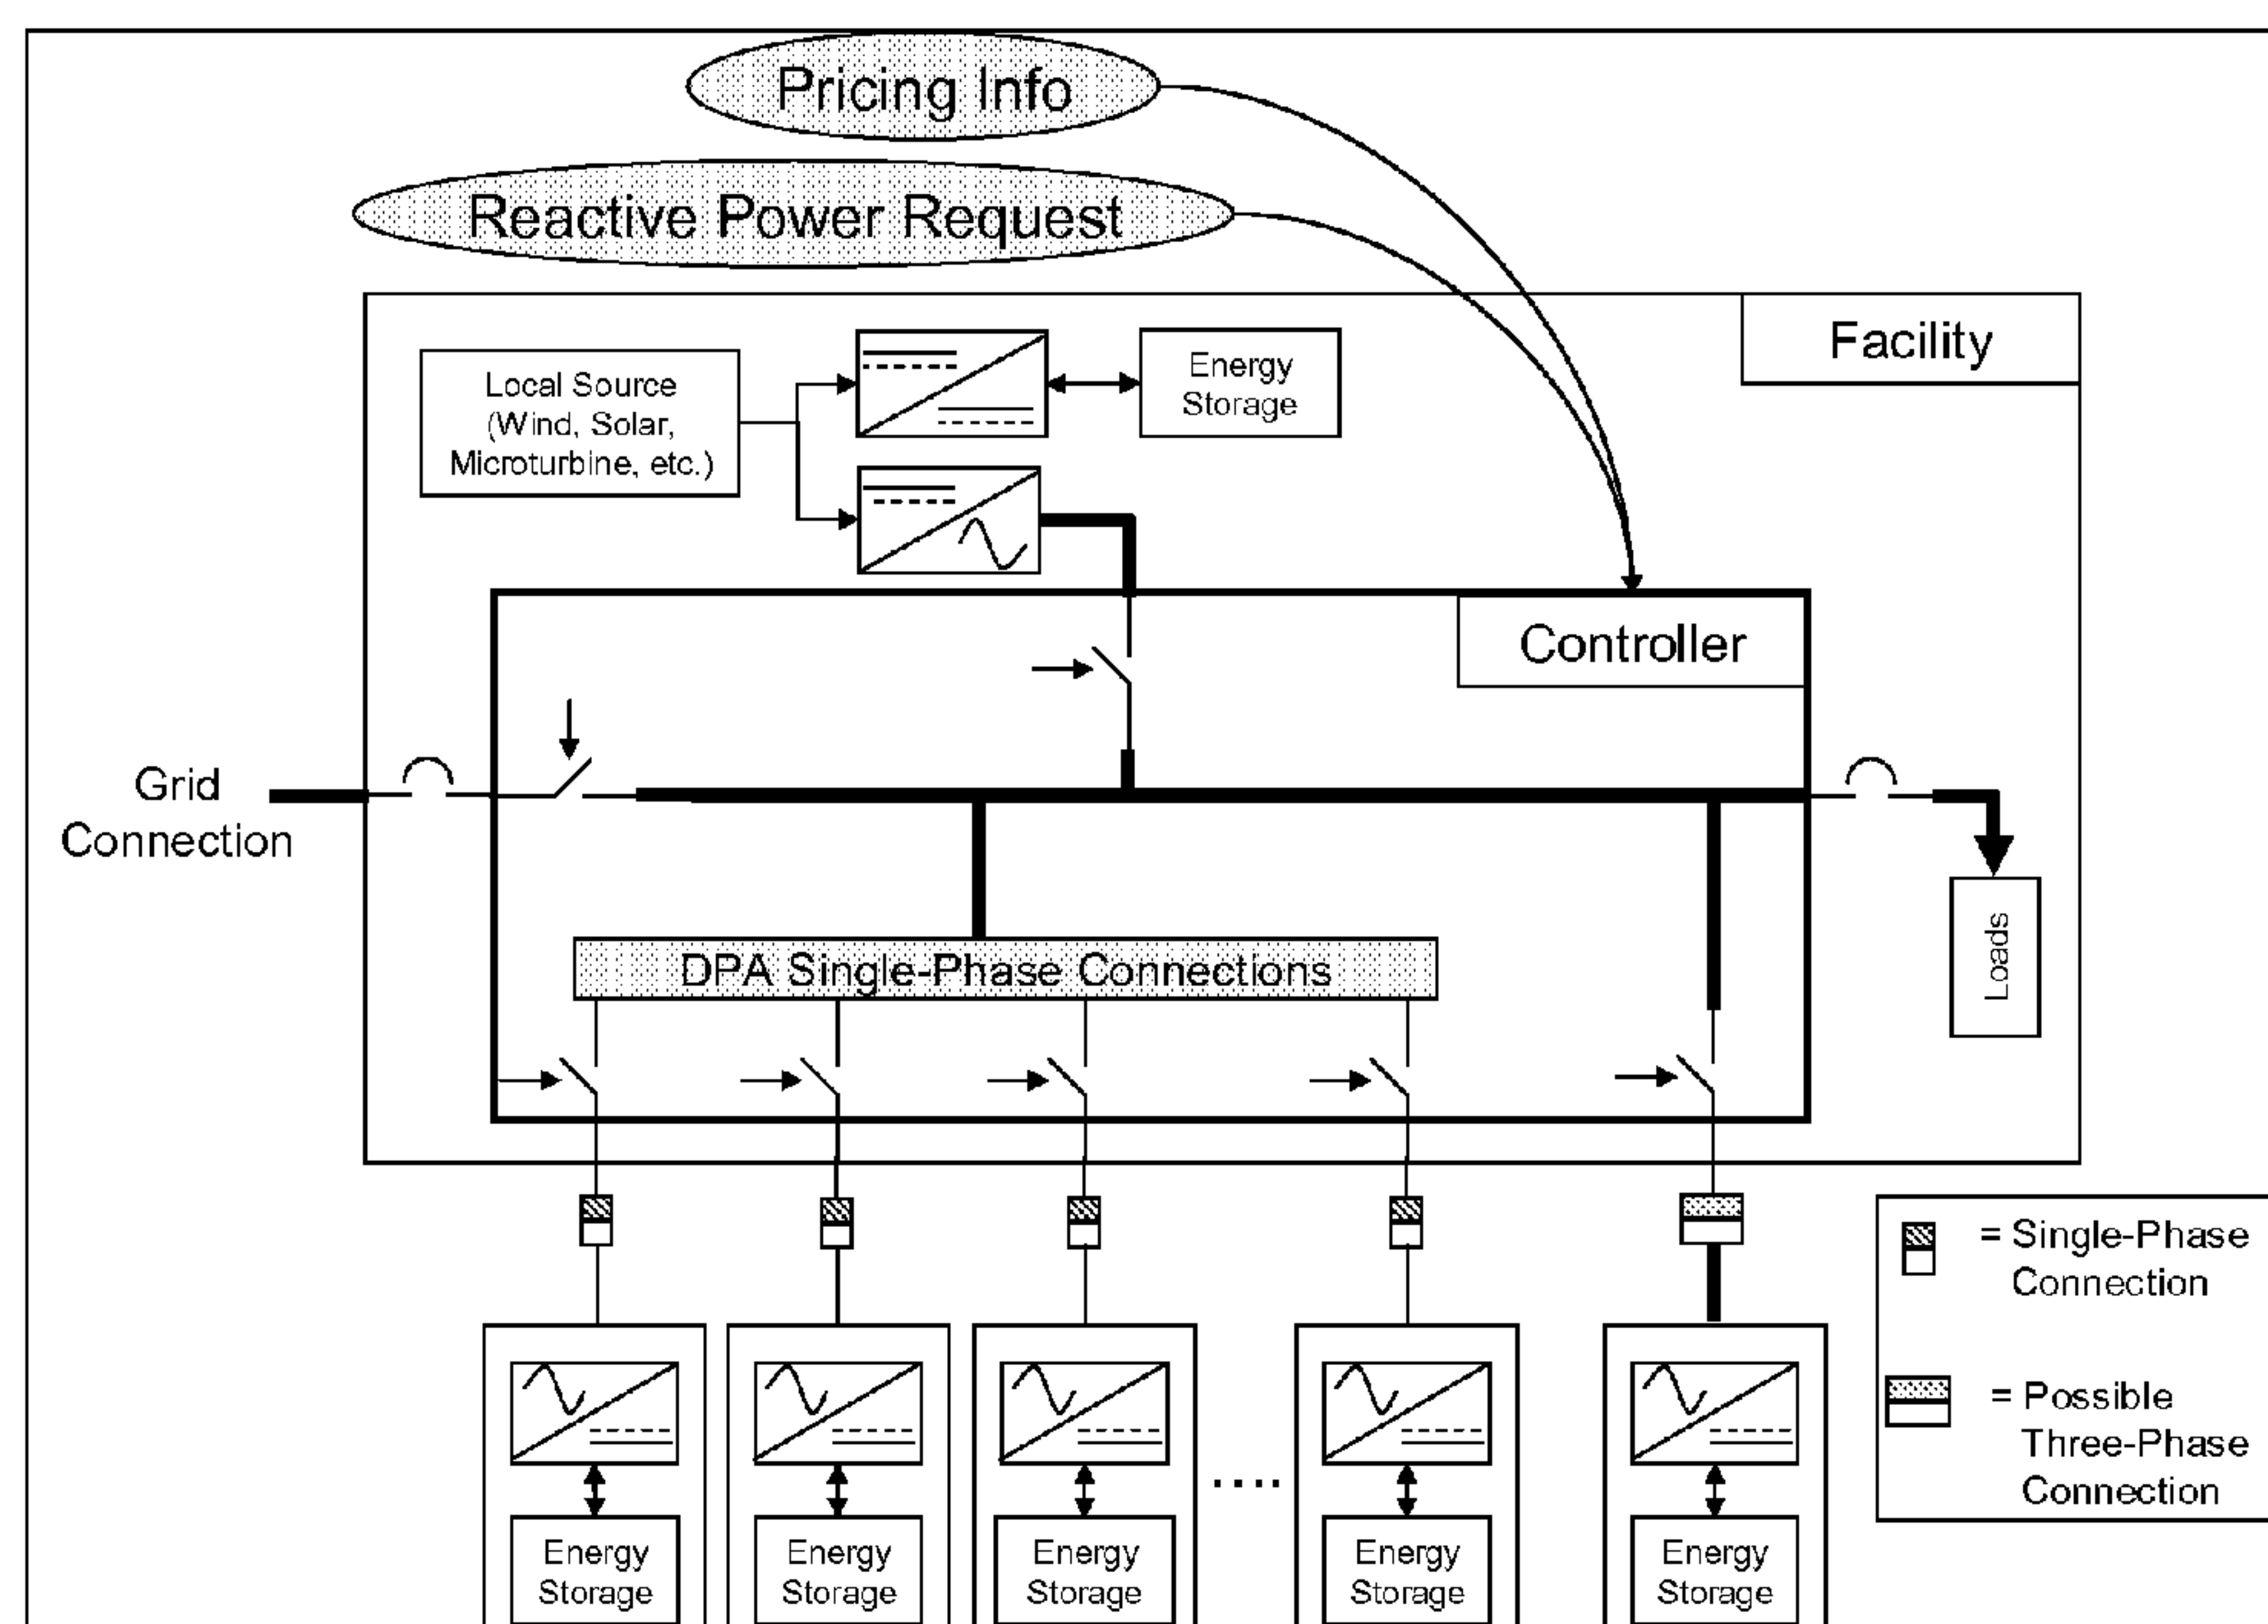 Pricing Info
Reactive Power Request
Facility
Local Source
(Wind, Solar,
Microturbine, etc.)
Energy
Storage
Controller
Grid
Connection
Loads
DPA Single-Phase Connections
= Single-Phase
Connection
= Possible
Three-Phase
Connection
....
Energy
Storage
Energy
Storage
Energy
Storage
Energy
Storage
Energy
Storage